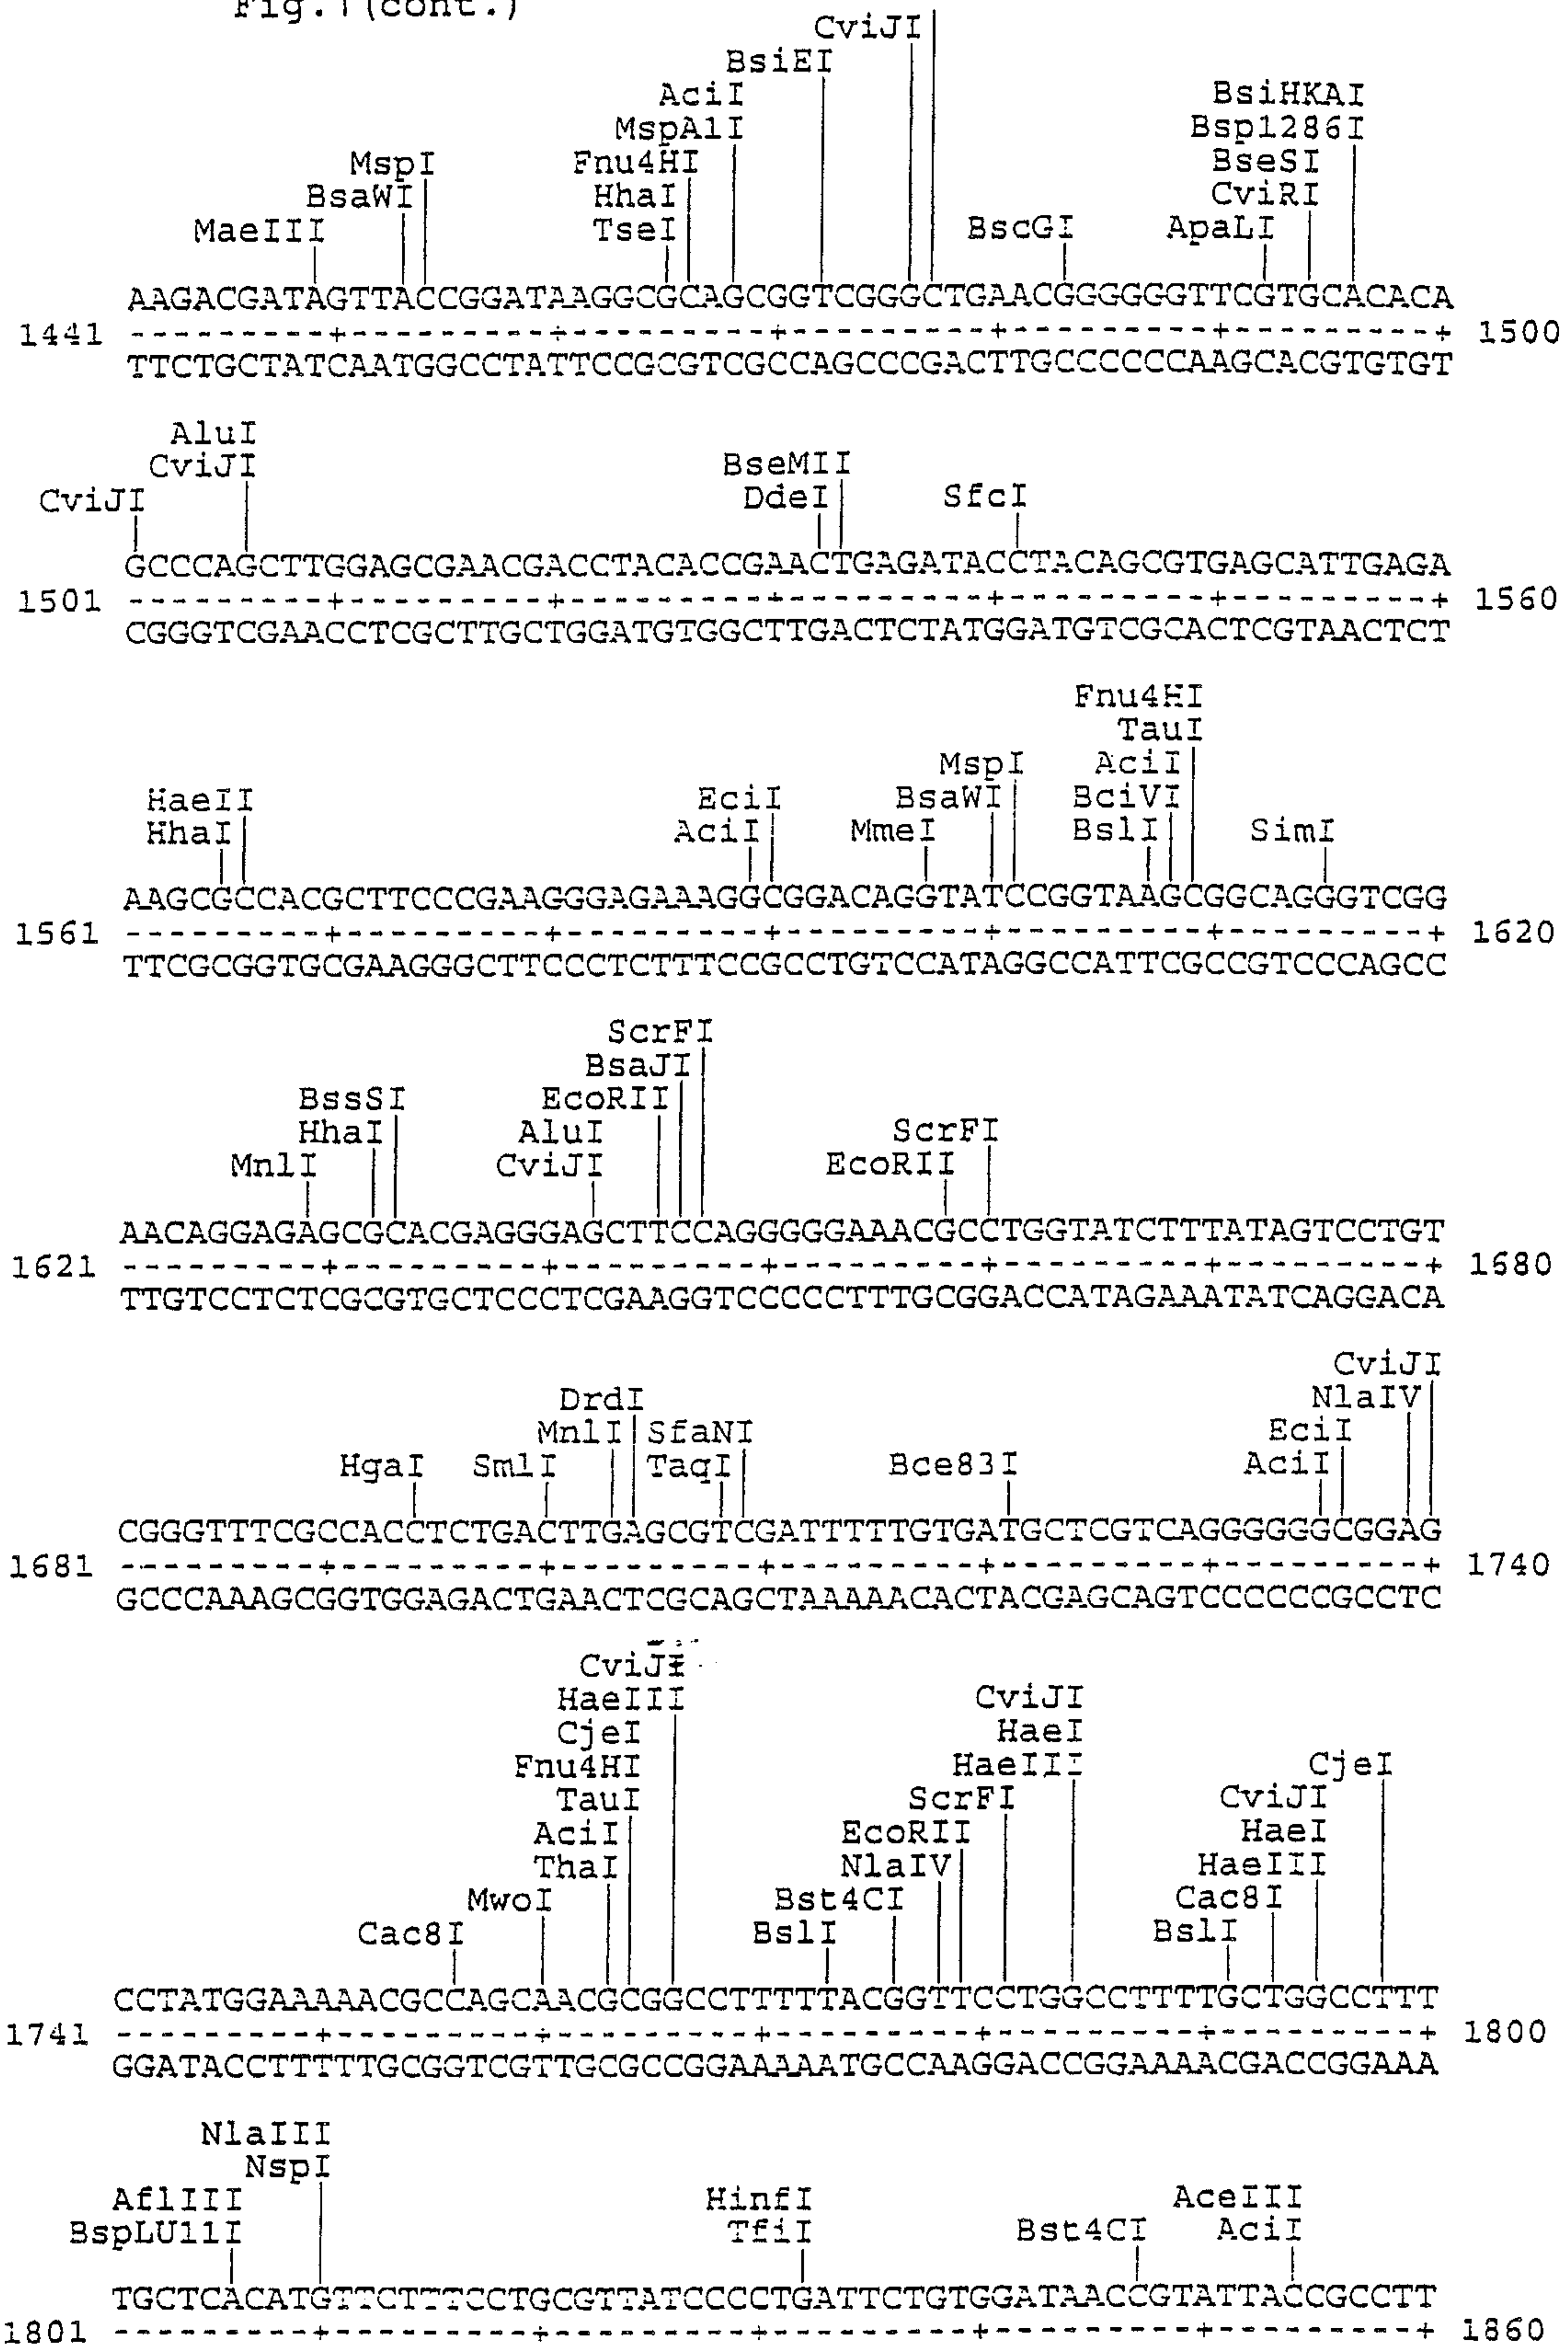 Fig.1(cont.)
CviJI
BsiEI
AciI BsiHKAI
MspA1I Bsp1286I
MspI Fnu4HI BseSI
BsaWI HhaI CviRI
MaeIII TseI BscGI ApaLI
AAGACGATAGTTACCGGATAAGGCGCAGCGGTCGGGCTGAACGGGGGGTTCGTGCACACA
1441 ---------+---------+---------+---------+---------+---------+ 1500
TTCTGCTATCAATGGCCTATTCCGCGTCGCCAGCCCGACTTGCCCCCCAAGCACGTGTGT
AluI
CviJI BseMII
CviJI DdeI SfcI
GCCCAGCTTGGAGCGAACGACCTACACCGAACTGAGATACCTACAGCGTGAGCATTGAGA
1501 ---------+---------+---------+---------+---------+---------+ 1560
CGGGTCGAACCTCGCTTGCTGGATGTGGCTTGACTCTATGGATGTCGCACTCGTAACTCT
Fnu4HI
TauI
MspI AciI
HaeII EciI BsaWI BciVI
HhaI AciI MmeI BslI SimI
AAGCGCCACGCTTCCCGAAGGGAGAAAGGCGGACAGGTATCCGGTAAGCGGCAGGGTCGG
1561 ---------+---------+---------+---------+---------+---------+ 1620
TTCGCGGTGCGAAGGGCTTCCCTCTTTCCGCCTGTCCATAGGCCATTCGCCGTCCCAGCC
ScrFI
BsaJI
BssSI EcoRII
HhaI AluI ScrFI
MnlI CviJI EcoRII
AACAGGAGAGCGCACGAGGGAGCTTCCAGGGGGAAACGCCTGGTATCTTTATAGTCCTGT
1621 ---------+---------+---------+---------+---------+---------+ 1680
TTGTCCTCTCGCGTGCTCCCTCGAAGGTCCCCCTTTGCGGACCATAGAAATATCAGGACA
CviJI
DrdI NlaIV
MnlI SfaNI EciI
HgaI SmlI TaqI Bce83I AciI
CGGGTTTCGCCACCTCTGACTTGAGCGTCGATTTTTGTGATGCTCGTCAGGGGGGCGGAG
1681 ---------+---------+---------+---------+---------+---------+ 1740
GCCCAAAGCGGTGGAGACTGAACTCGCAGCTAAAAACACTACGAGCAGTCCCCCCGCCTC
CviJI
HaeIII CviJI
CjeI HaeI
Fnu4HI HaeIII CjeI
TauI ScrFI CviJI
AciI EcoRII HaeI
ThaI NlaIV HaeIII
MwoI Bst4CI Cac8I
Cac8I BslI BslI
CCTATGGAAAAACGCCAGCAACGCGGCCTTTTTACGGTTCCTGGCCTTTTGCTGGCCTTT
1741 ---------+---------+---------+---------+---------+---------+ 1800
GGATACCTTTTTGCGGTCGTTGCGCCGGAAAAATGCCAAGGACCGGAAAACGACCGGAAA
NlaIII
NspI
AflIII HinfI AceIII
BspLU11I TfiI Bst4CI AciI
TGCTCACATGTTCTTTCCTGCGTTATCCCCTGATTCTGTGGATAACCGTATTACCGCCTT
1801 ---------+---------+---------+---------+---------+---------+ 1860